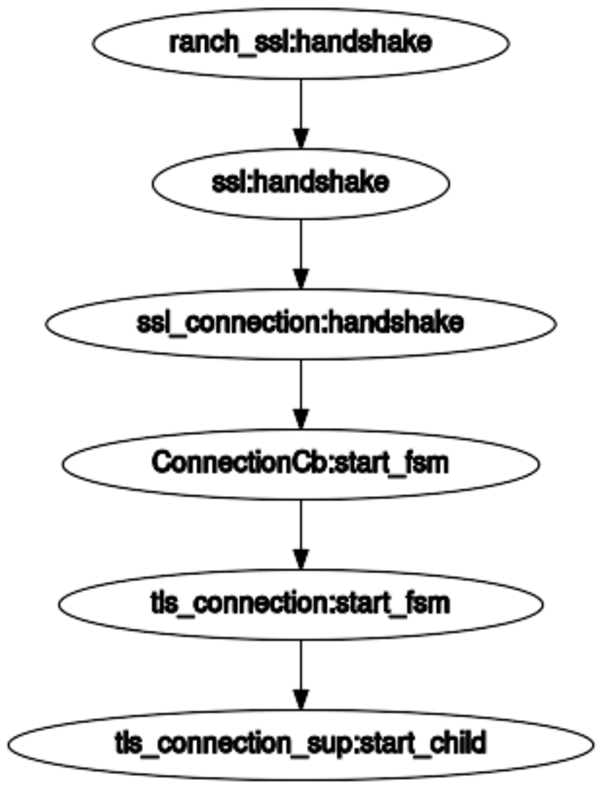 ranch_ssl:handshake
ssl:handshake
ssl_connection:handshake
ConnectionCb:start_fsm
tls_connection:start_fsm
tls_connection_sup:start_child